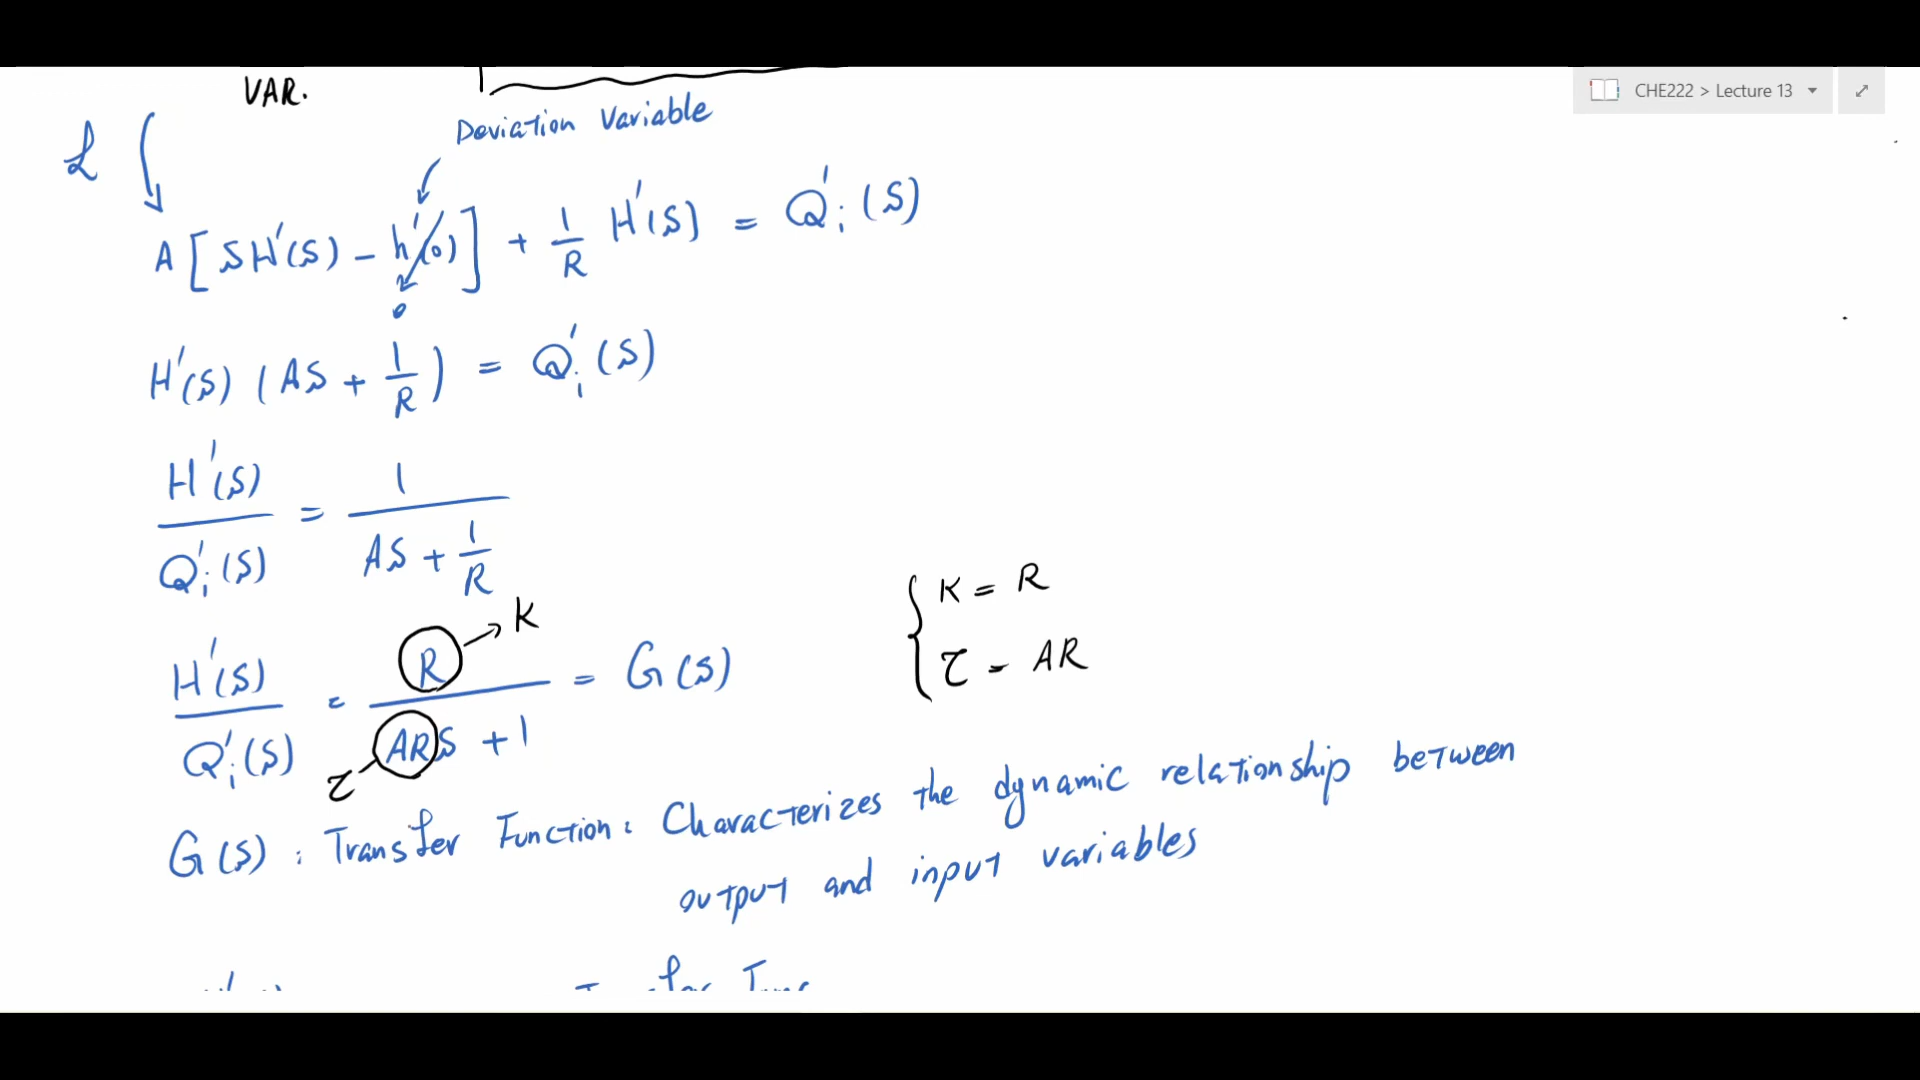 VAR.
CHE222 > Lecture 13
Deviation Variable
ℒ
A [ SH'(S) - h'(0) ] + 1/R H'(S) = Q'i (S)
0
H'(S) ( AS + 1/R ) = Q'i (S)
H'(S) / Q'i (S) = 1 / (AS + 1/R)
K
H'(S) / Q'i (S) = R / (ARS + 1) = G(S)
τ
{ K = R
τ = AR
G(S) : Transfer Function : Characterizes the dynamic relationship between
output and input variables